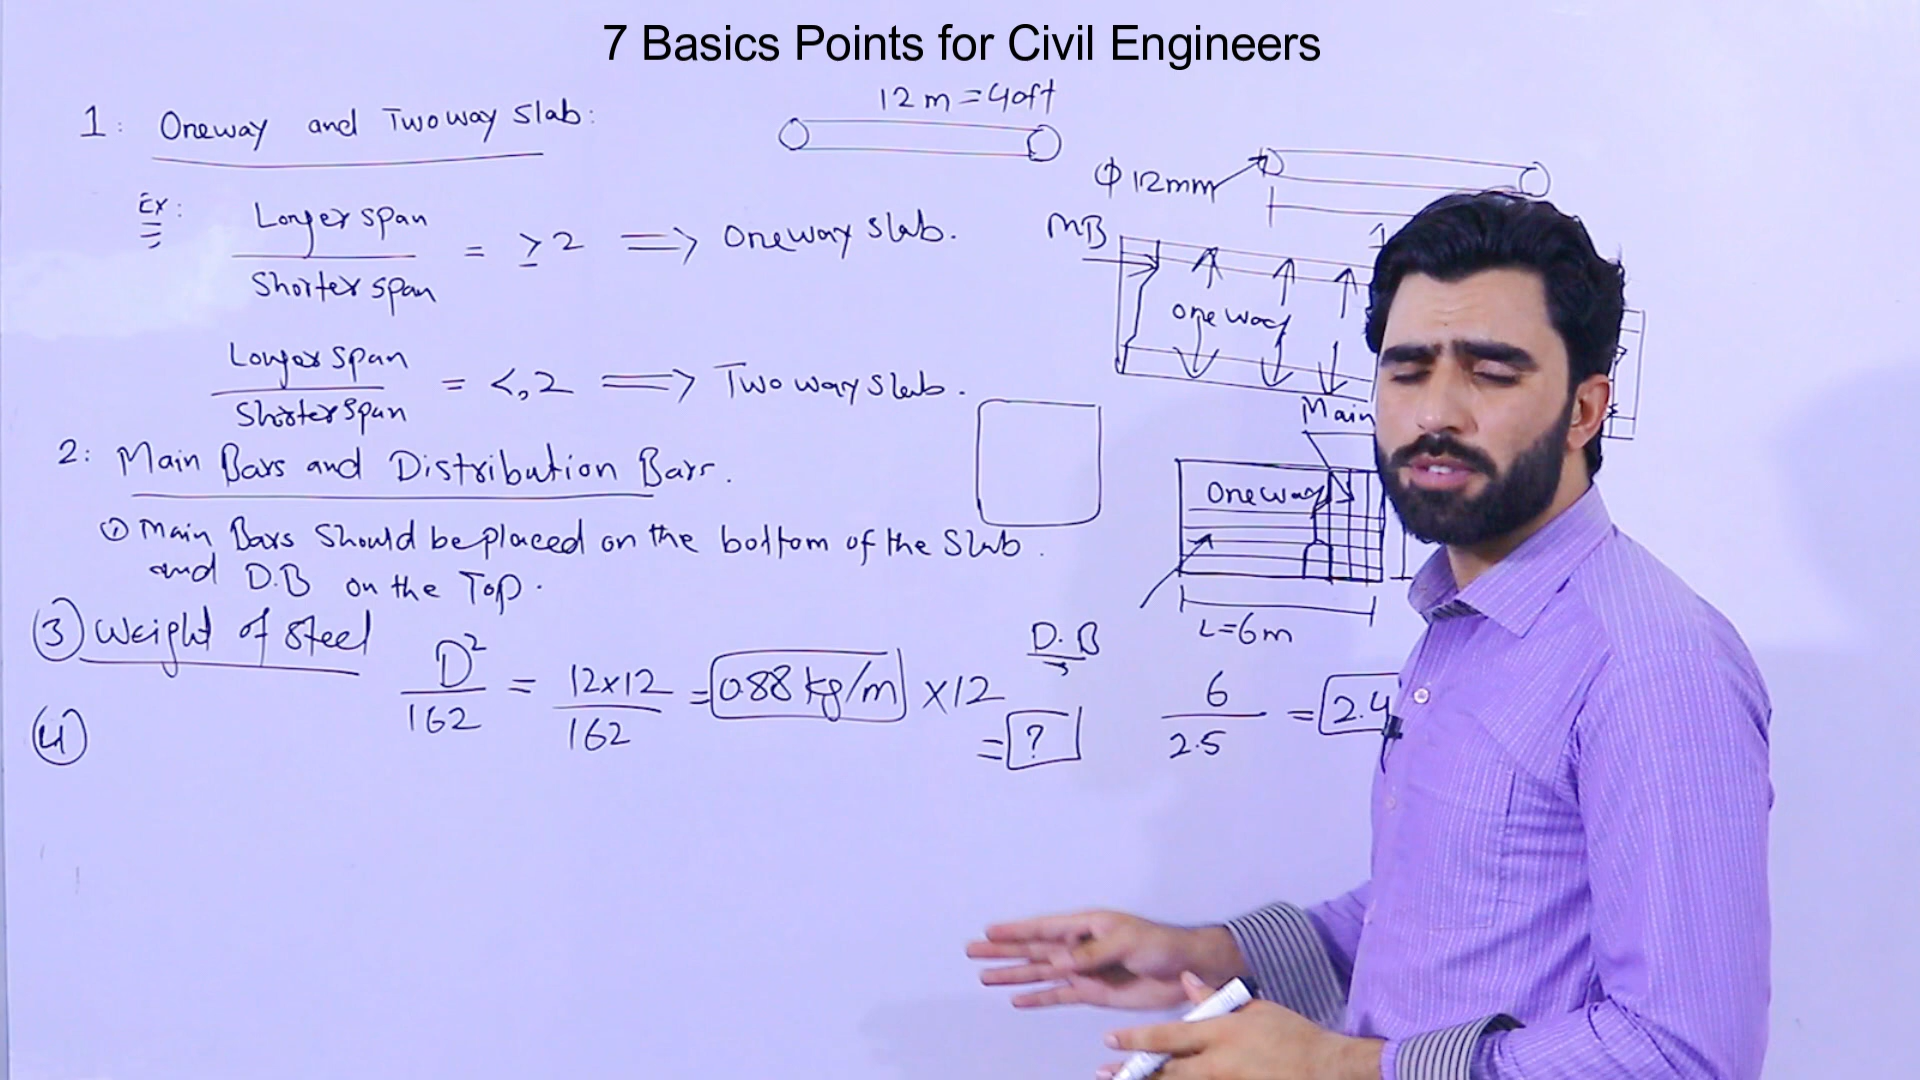 7 Basics Points for Civil Engineers
1: Oneway and Twoway Slab:
12m = 40ft
Ex:
Longer span
Shorter span
= ≥ 2 ⇒ Oneway Slab.
Φ 12mm
MB
one way
Longer span
Shorter Span
= <,2 ⇒ Two way Slab.
Main
2: Main Bars and Distribution Bars.
One way
① Main Bars Should be placed on the bottom of the Slab.
and D.B on the Top.
L=6m
③ Weight of Steel
D²
162
= 12x12
162
= 0.88 kg/m x12
= ?
D.B
6
2.5
= 2.4
④